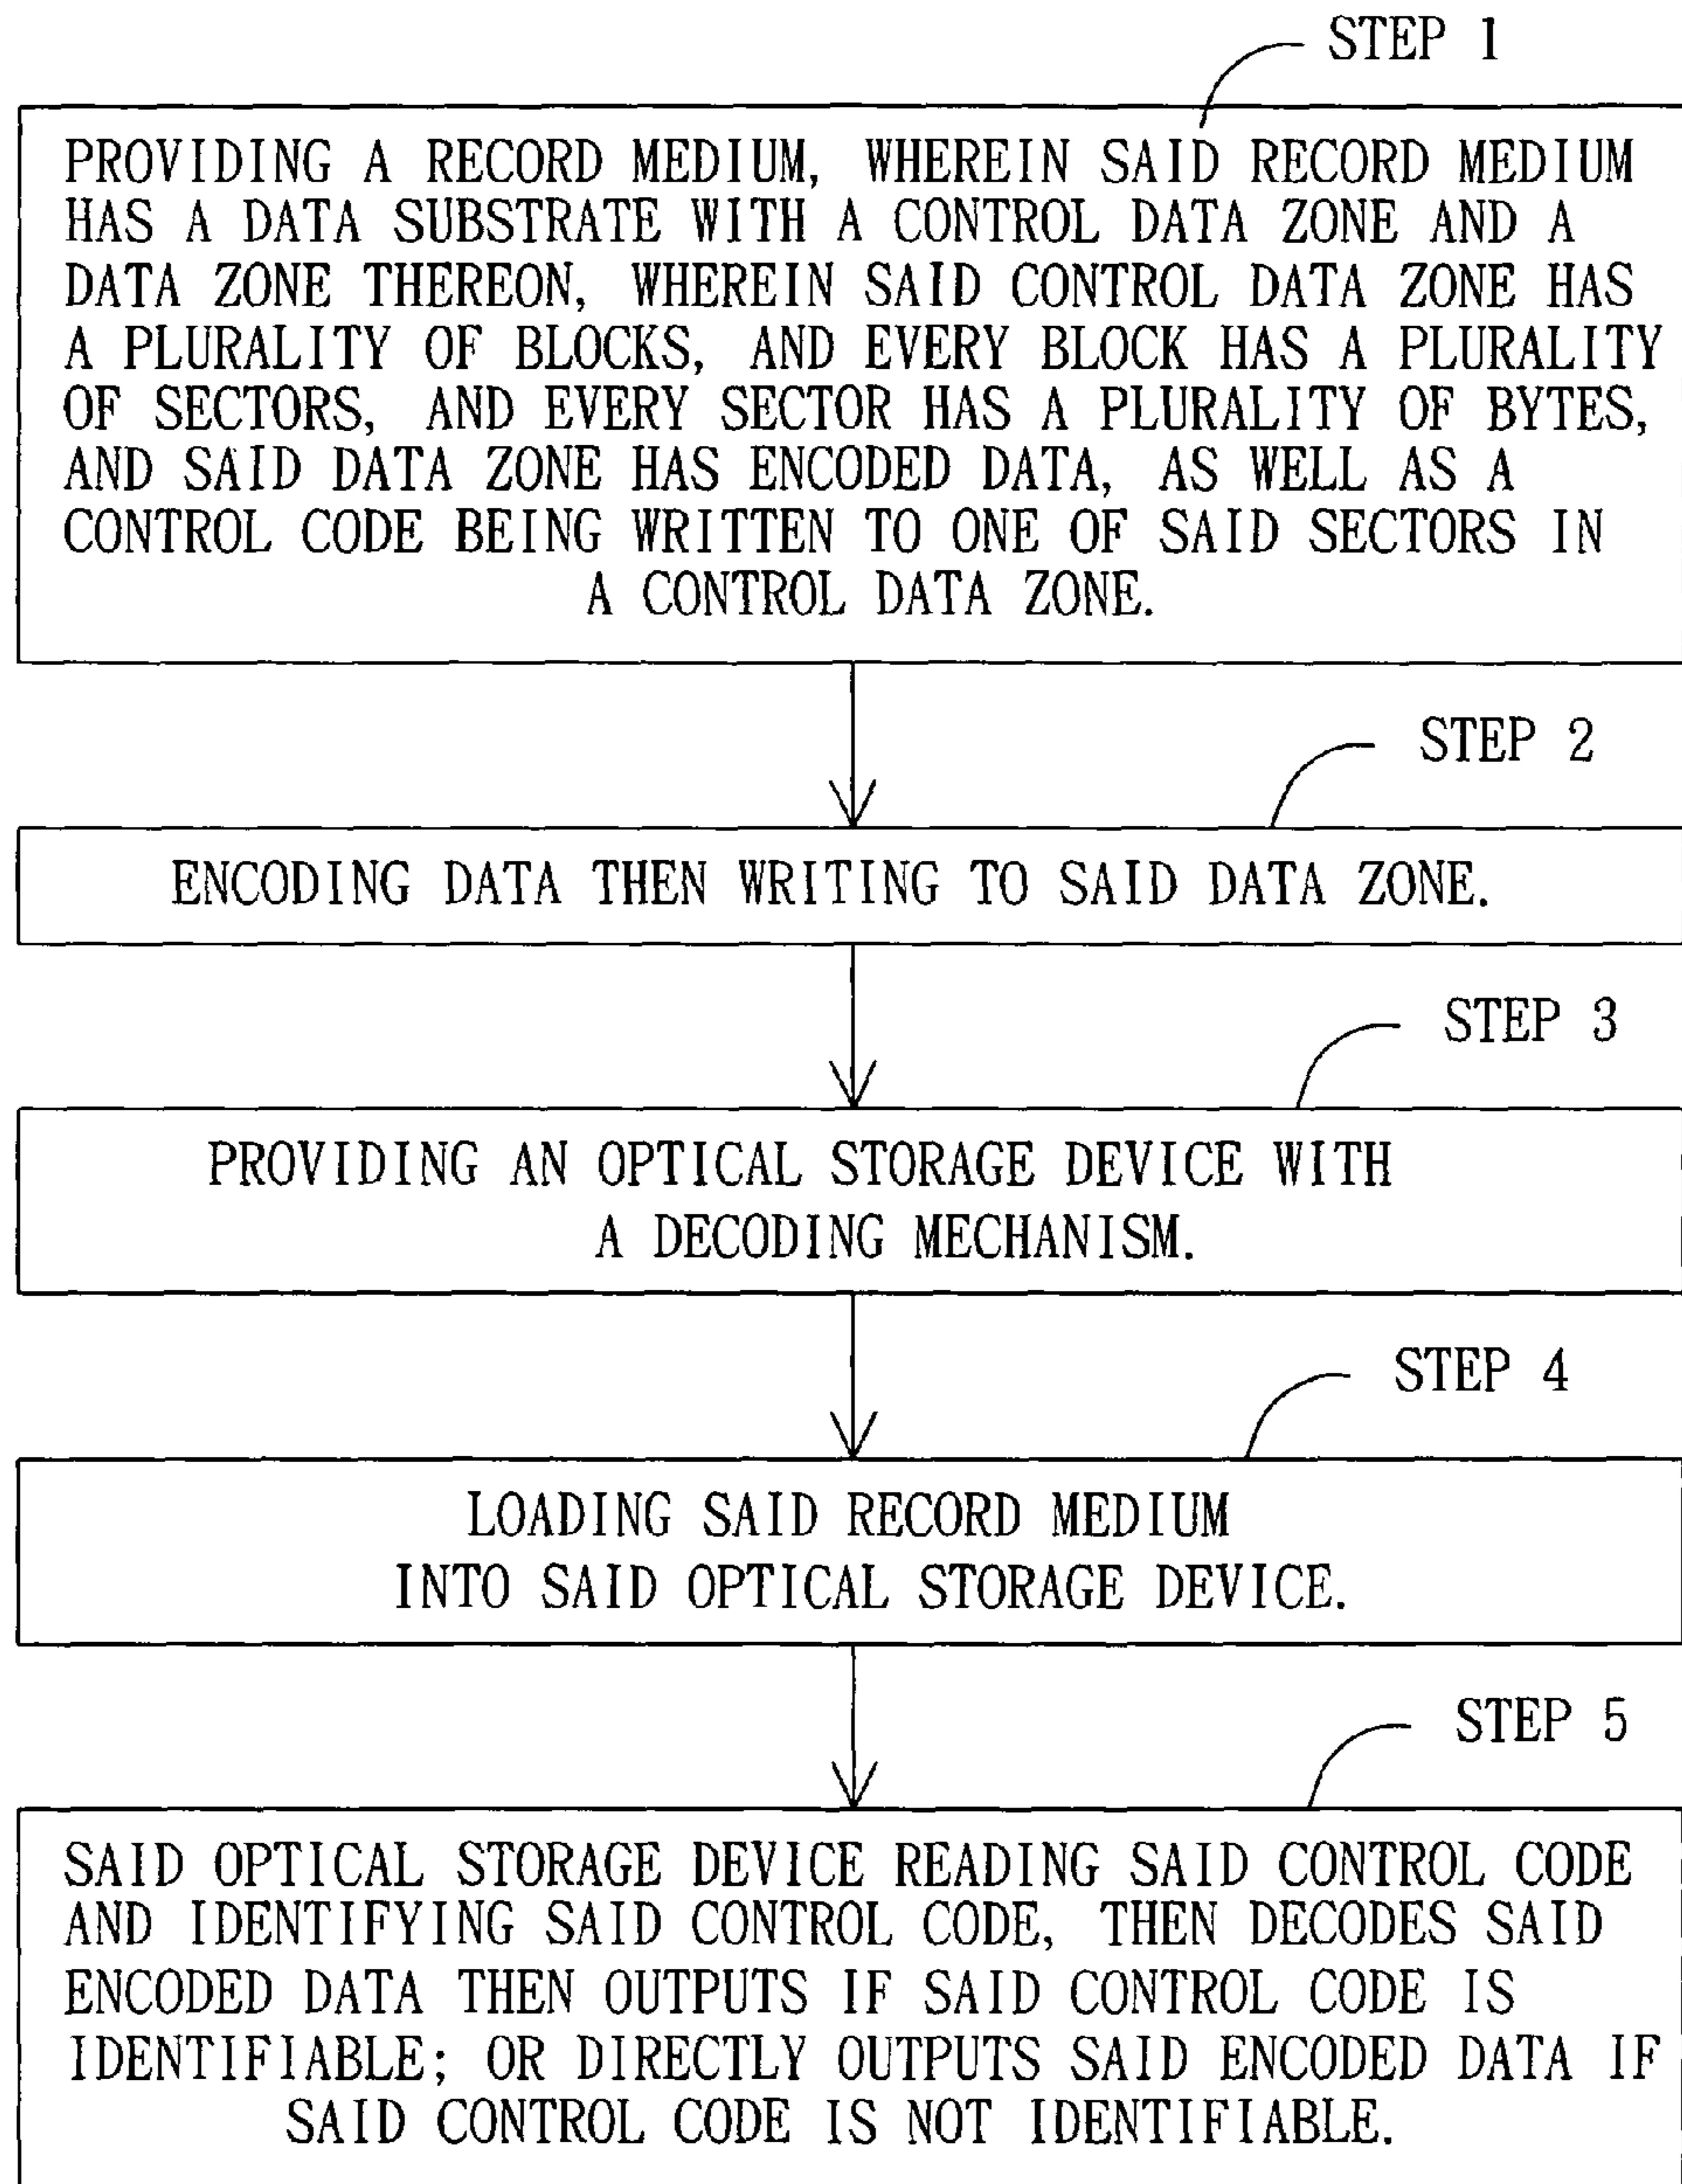 STEP 1
PROVIDING A RECORD MEDIUM, WHEREIN SAID RECORD MEDIUM
HAS A DATA SUBSTRATE WITH A CONTROL DATA ZONE AND A
DATA ZONE THEREON, WHEREIN SAID CONTROL DATA ZONE HAS
A PLURALITY OF BLOCKS, AND EVERY BLOCK HAS A PLURALITY
OF SECTORS, AND EVERY SECTOR HAS A PLURALITY OF BYTES,
AND SAID DATA ZONE HAS ENCODED DATA, AS WELL AS A
CONTROL CODE BEING WRITTEN TO ONE OF SAID SECTORS IN
A CONTROL DATA ZONE.
STEP 2
ENCODING DATA THEN WRITING TO SAID DATA ZONE.
STEP 3
PROVIDING AN OPTICAL STORAGE DEVICE WITH
A DECODING MECHANISM.
STEP 4
LOADING SAID RECORD MEDIUM
INTO SAID OPTICAL STORAGE DEVICE.
STEP 5
SAID OPTICAL STORAGE DEVICE READING SAID CONTROL CODE
AND IDENTIFYING SAID CONTROL CODE, THEN DECODES SAID
ENCODED DATA THEN OUTPUTS IF SAID CONTROL CODE IS
IDENTIFIABLE; OR DIRECTLY OUTPUTS SAID ENCODED DATA IF
SAID CONTROL CODE IS NOT IDENTIFIABLE.